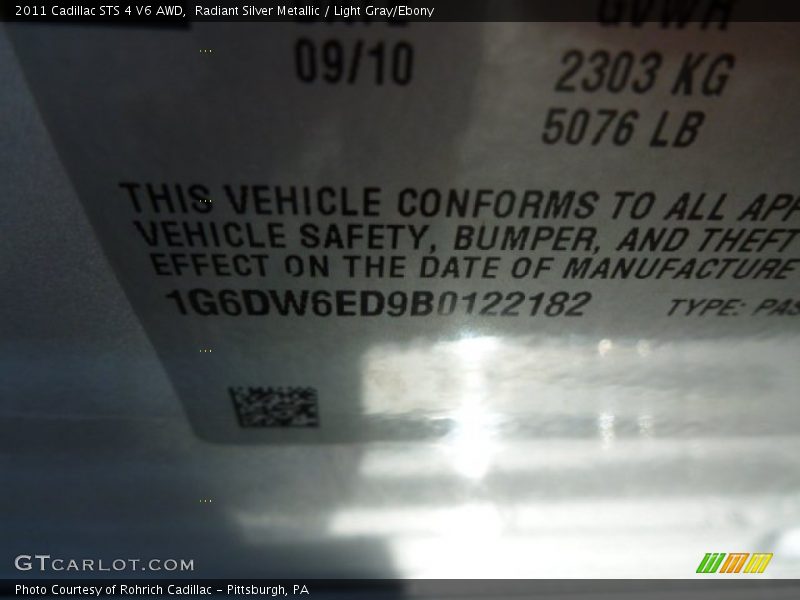 2011 Cadillac STS 4 V6 AWD, Radiant Silver Metallic / Light Gray/Ebony
GVWR
09/10
2303 KG
5076 LB
THIS VEHICLE CONFORMS TO ALL APP
VEHICLE SAFETY, BUMPER, AND THEFT
EFFECT ON THE DATE OF MANUFACTURE
1G6DW6ED9B0122182 TYPE: PAS
GTCARLOT.COM
Photo Courtesy of Rohrich Cadillac - Pittsburgh, PA